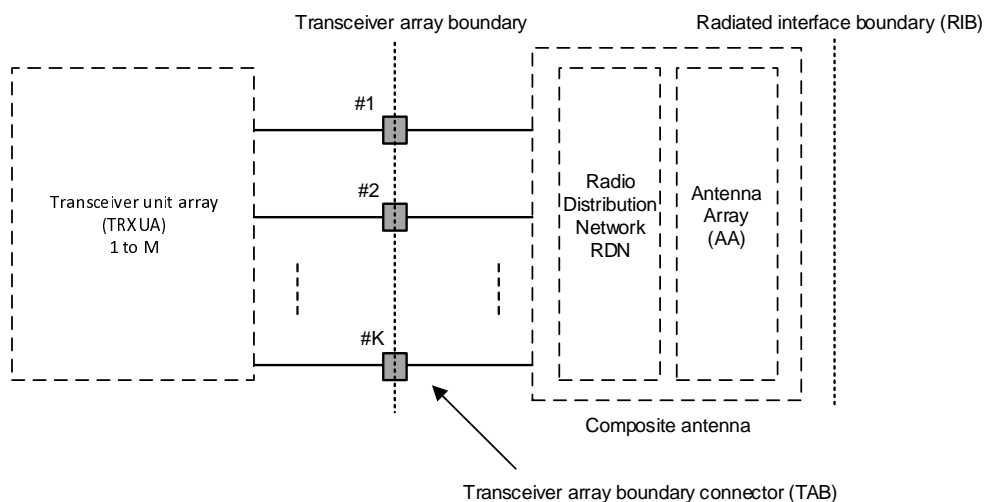 Transceiver array boundary
Radiated interface boundary (RIB)
#1
#2
#K
Transceiver unit array
(TRXUA)
1 to M
Radio
Distribution
Network
RDN
Antenna
Array
(AA)
Composite antenna
Transceiver array boundary connector (TAB)